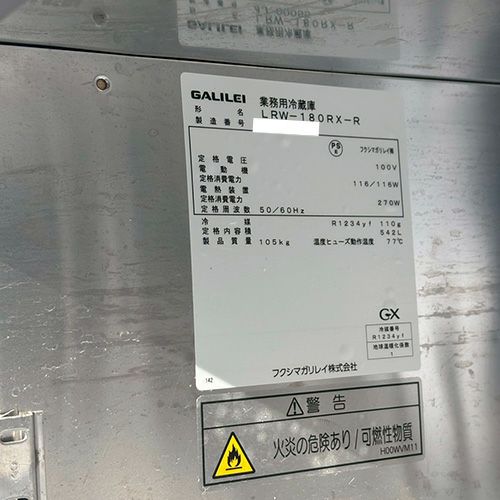 GALILEI 業務用冷蔵庫
形名 LRW-180RX-R
製造番号
PS E フクシマガリレイ㈱
定格電圧 100V
電動機
定格消費電力 116/116W
電熱装置
定格消費電力 270W
定格周波数 50/60Hz
冷媒 R1234yf 110g
定格内容積 542L
製品質量 105kg 温度ヒューズ動作温度 77℃
GX
冷媒番号
R1234yf
地球温暖化係数
1
フクシマガリレイ株式会社
142
⚠警告
火炎の危険あり/可燃性物質
H00WVM11